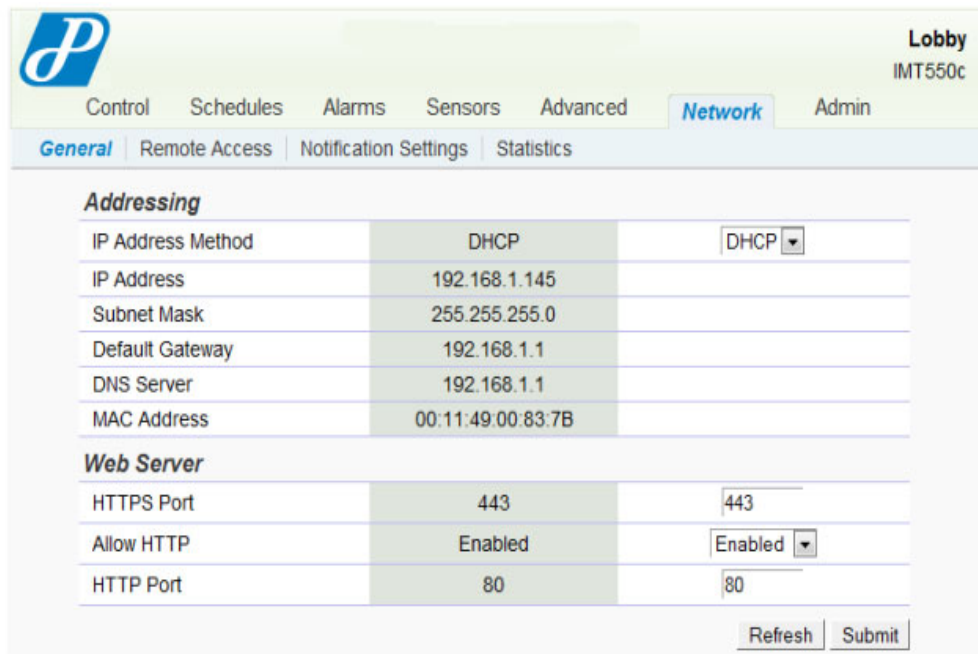 Lobby
IMT550c
Control Schedules Alarms Sensors Advanced Network Admin
General Remote Access Notification Settings Statistics
Addressing
IP Address Method DHCP DHCP
IP Address 192.168.1.145
Subnet Mask 255.255.255.0
Default Gateway 192.168.1.1
DNS Server 192.168.1.1
MAC Address 00:11:49:00:83:7B
Web Server
HTTPS Port 443 443
Allow HTTP Enabled Enabled
HTTP Port 80 80
Refresh Submit